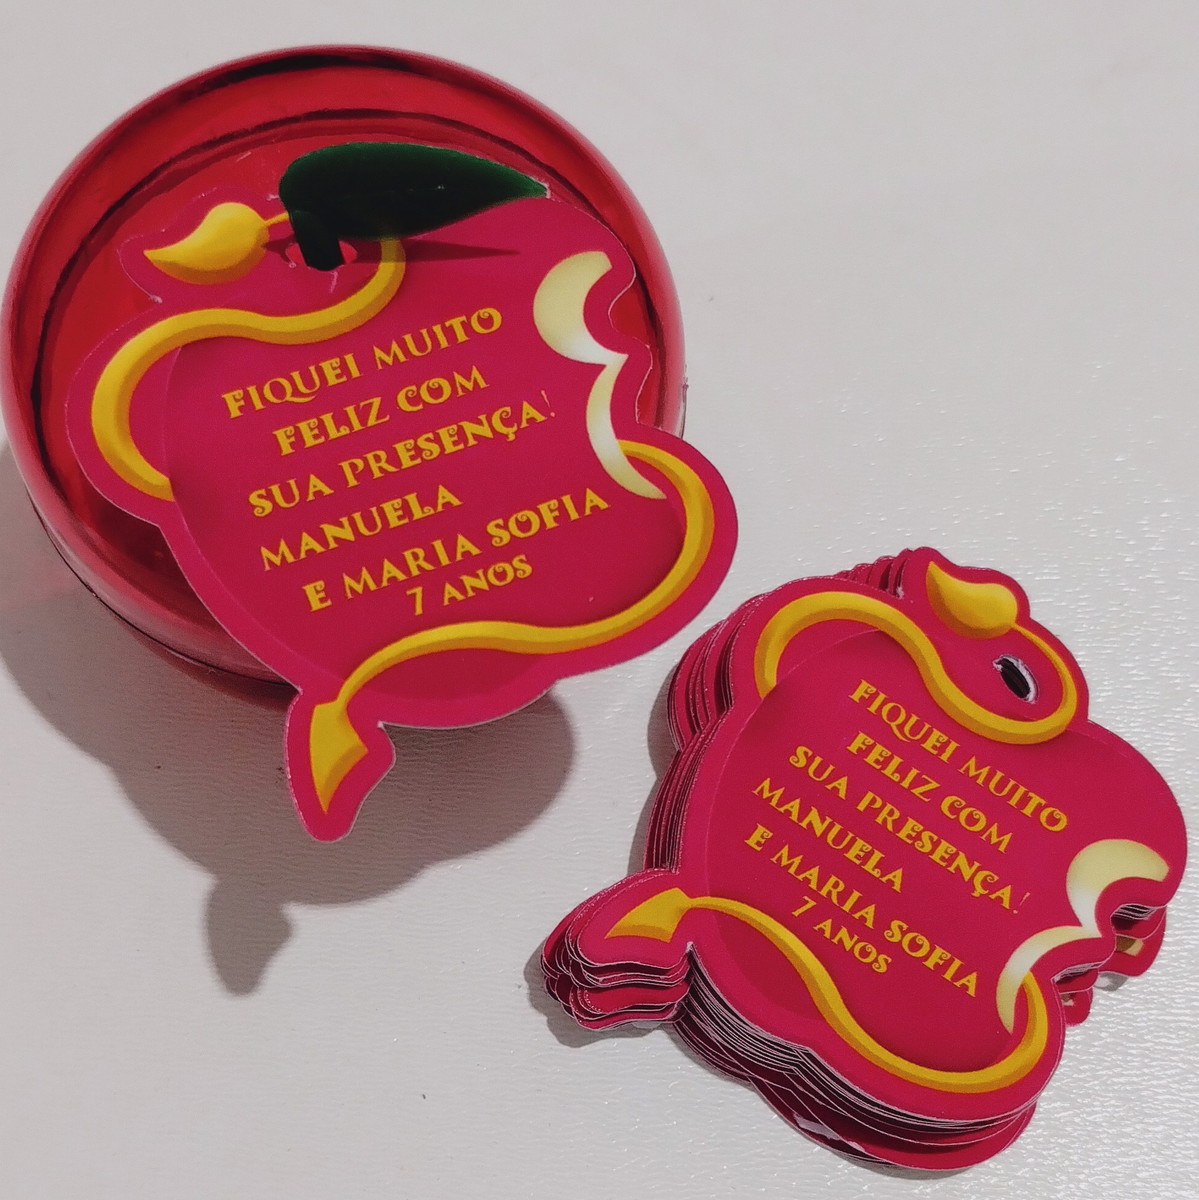 FIQUEI MUITO
FELIZ COM
SUA PRESENÇA!
MANUELA
E MARIA SOFIA
7 ANOS
FIQUEI MUITO
FELIZ COM
SUA PRESENÇA!
MANUELA
E MARIA SOFIA
7 ANOS